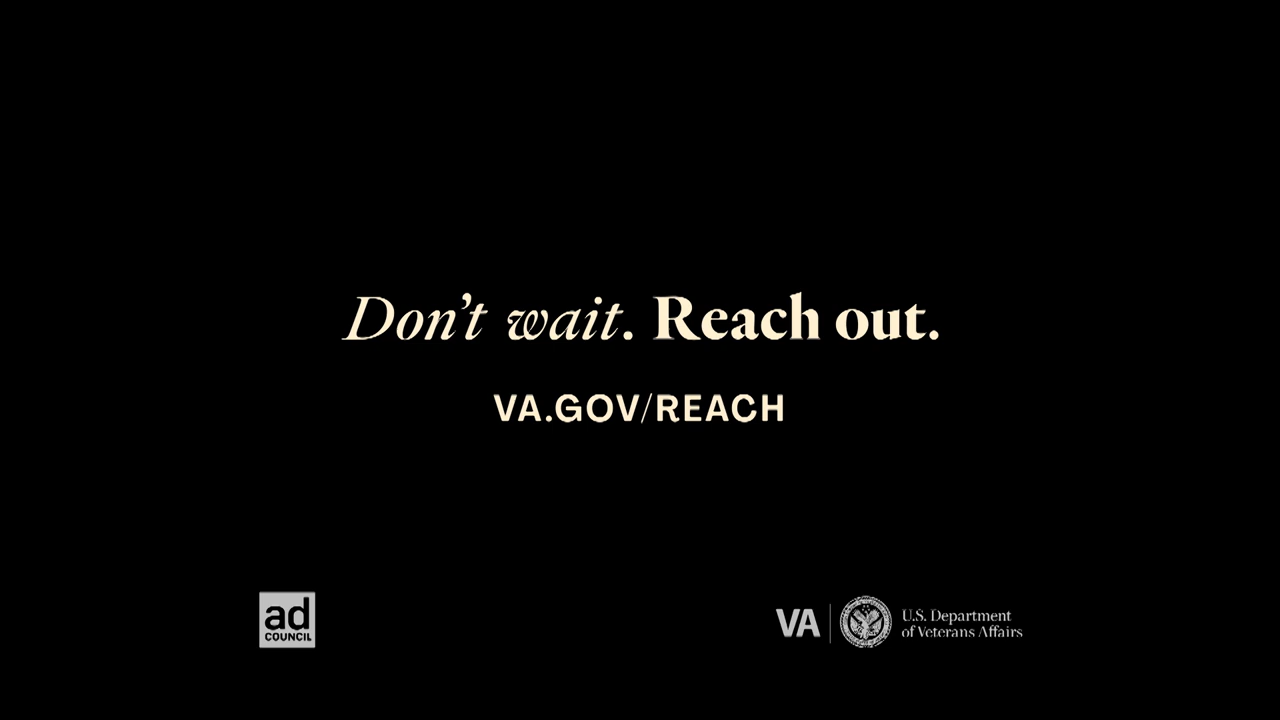 Don't wait. Reach out.
VA.GOV/REACH
ad
COUNCIL
VA
U.S. Department
of Veterans Affairs